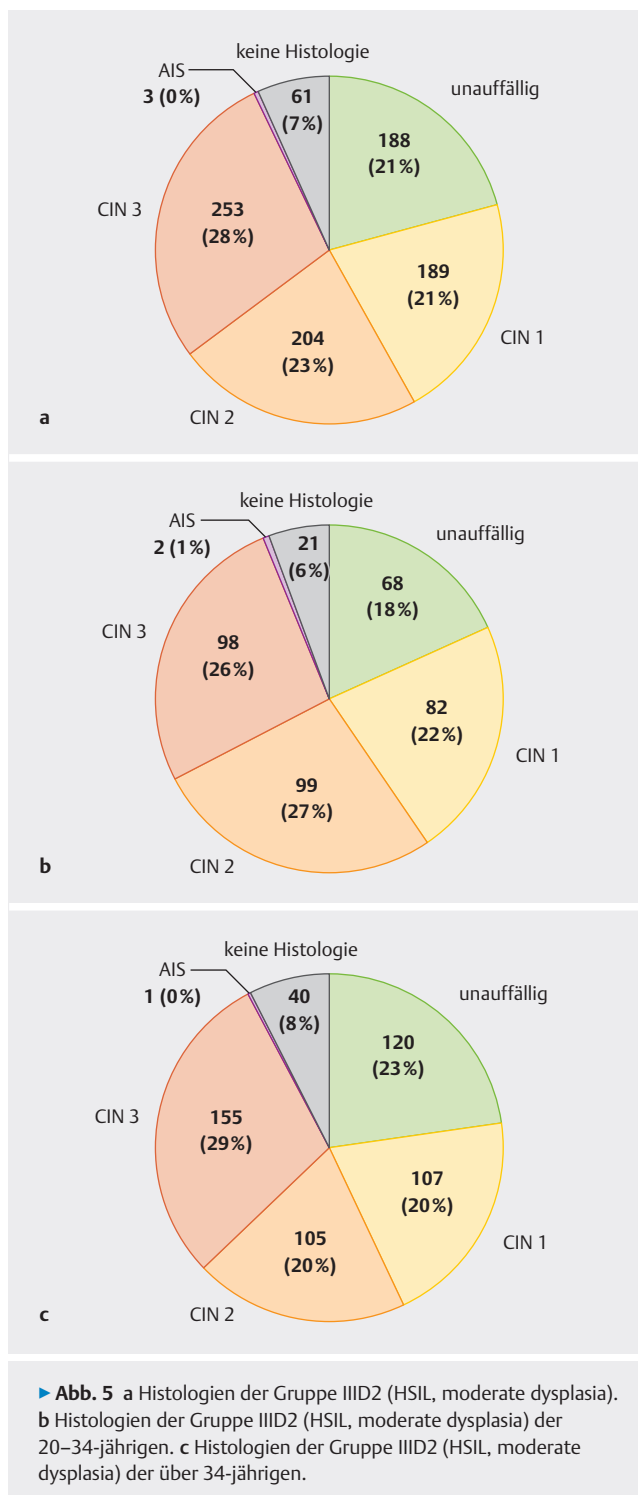 keine Histologie
AIS
3 (0%)
61
(7%)
unauffällig
188
(21%)
CIN 3
253
(28%)
189
(21%)
204
(23%)
CIN 1
CIN 2
a
keine Histologie
AIS
2 (1%)
21
(6%)
unauffällig
68
(18%)
CIN 3
98
(26%)
82
(22%)
99
(27%)
CIN 1
CIN 2
b
keine Histologie
AIS
1 (0%)
40
(8%)
unauffällig
120
(23%)
CIN 3
155
(29%)
107
(20%)
105
(20%)
CIN 1
CIN 2
c
▶ Abb. 5 a Histologien der Gruppe IIID2 (HSIL, moderate dysplasia).
b Histologien der Gruppe IIID2 (HSIL, moderate dysplasia) der
20–34-jährigen. c Histologien der Gruppe IIID2 (HSIL, moderate
dysplasia) der über 34-jährigen.